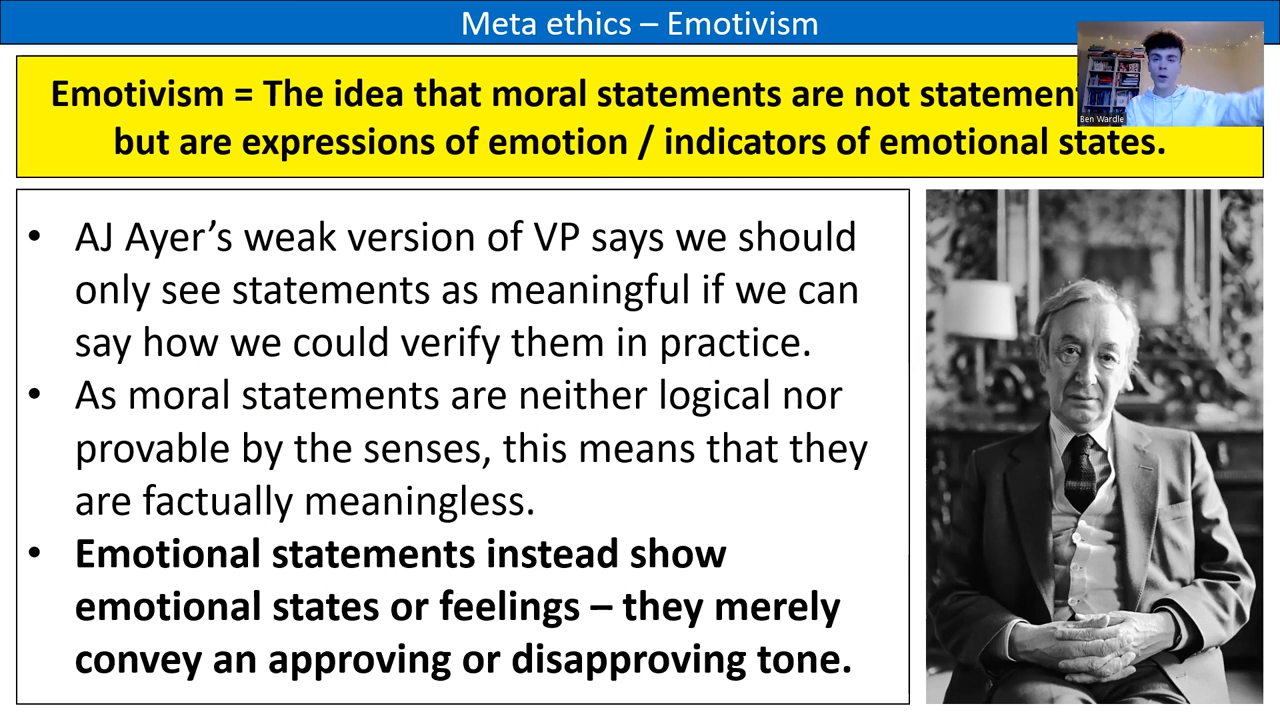 Meta ethics – Emotivism
Emotivism = The idea that moral statements are not
but are expressions of emotion / indicators of emotional states.
Ben Wardle
• AJ Ayer’s weak version of VP says we should
only see statements as meaningful if we can
say how we could verify them in practice.
• As moral statements are neither logical nor
provable by the senses, this means that they
are factually meaningless.
• Emotional statements instead show
emotional states or feelings – they merely
convey an approving or disapproving tone.